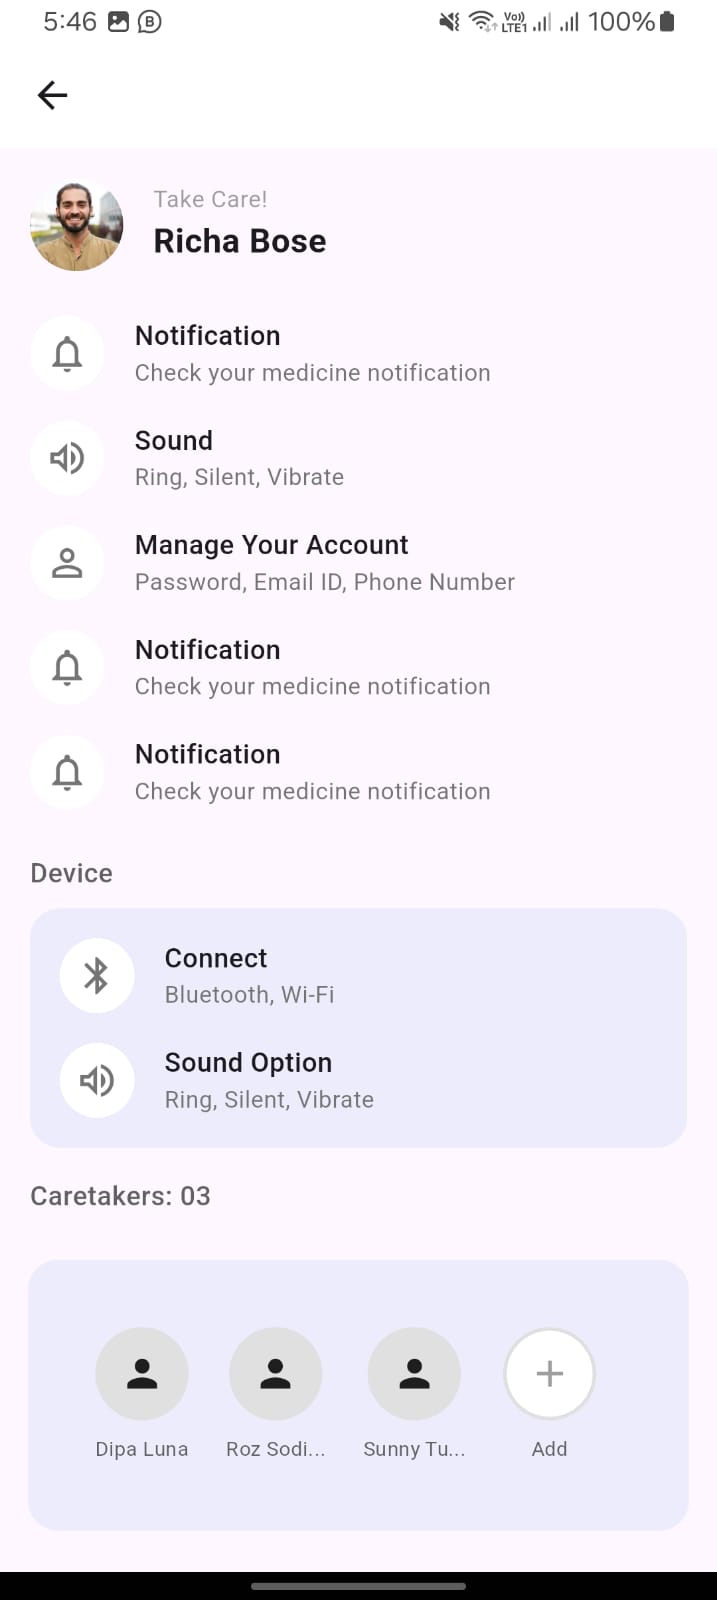 5:46 B Vo)) LTE1 100%
Take Care!
Richa Bose
Notification
Check your medicine notification
Sound
Ring, Silent, Vibrate
Manage Your Account
Password, Email ID, Phone Number
Notification
Check your medicine notification
Notification
Check your medicine notification
Device
Connect
Bluetooth, Wi-Fi
Sound Option
Ring, Silent, Vibrate
Caretakers: 03
Dipa Luna Roz Sodi... Sunny Tu... Add